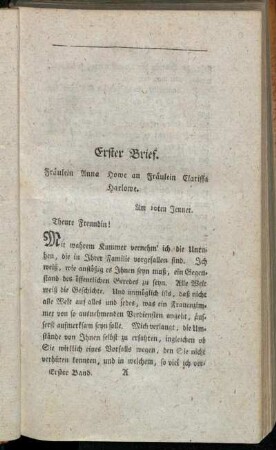 Erster Brief.
Fräulein Anna Howe an Fräulein Clarissa
Harlowe.
Am 10ten Jenner.
Theure Freundin!
Mit wahrem Kummer vernehm' ich die Unru-
hen, die in Ihrer Familie vorgefallen sind. Ich
weiß, wie anstößig es Ihnen seyn muß, ein Gegen-
stand des öffentlichen Geredes zu seyn. Alle Welt
weiß die Geschichte. Und unmöglich ists, daß nicht
alle Welt auf alles und jedes, was ein Frauenzim-
mer von so ausnehmenden Verdiensten angeht, äus-
serst aufmerksam seyn solle. Mich verlangt, die Um-
stände von Ihnen selbst zu erfahren, ingleichen ob
Sie wirklich eines Vorfalls wegen, den Sie nicht
verhüten konnten, und in welchem, so viel ich ver-
Erster Band. A